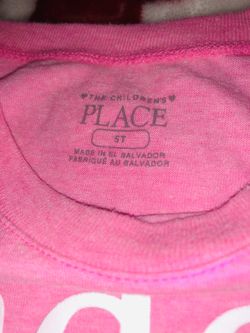 ♥THE CHILDREN'S♥
PLACE
5T
MADE IN EL SALVADOR
FABRIQUÉ AU SALVADOR